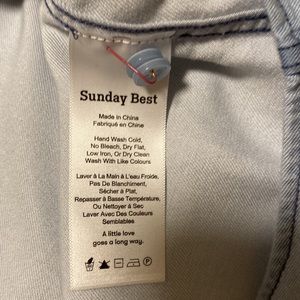 Sunday Best
Made in China
Fabriqué en Chine
Hand Wash Cold,
No Bleach, Dry Flat,
Low Iron, Or Dry Clean
Wash With Like Colours
Laver À La Main À L'eau Froide,
Pas De Blanchiment,
Sécher à Plat,
Repasser à Basse Température,
Ou Nettoyer à Sec
Laver Avec Des Couleurs
Semblables
A little love
goes a long way.
P